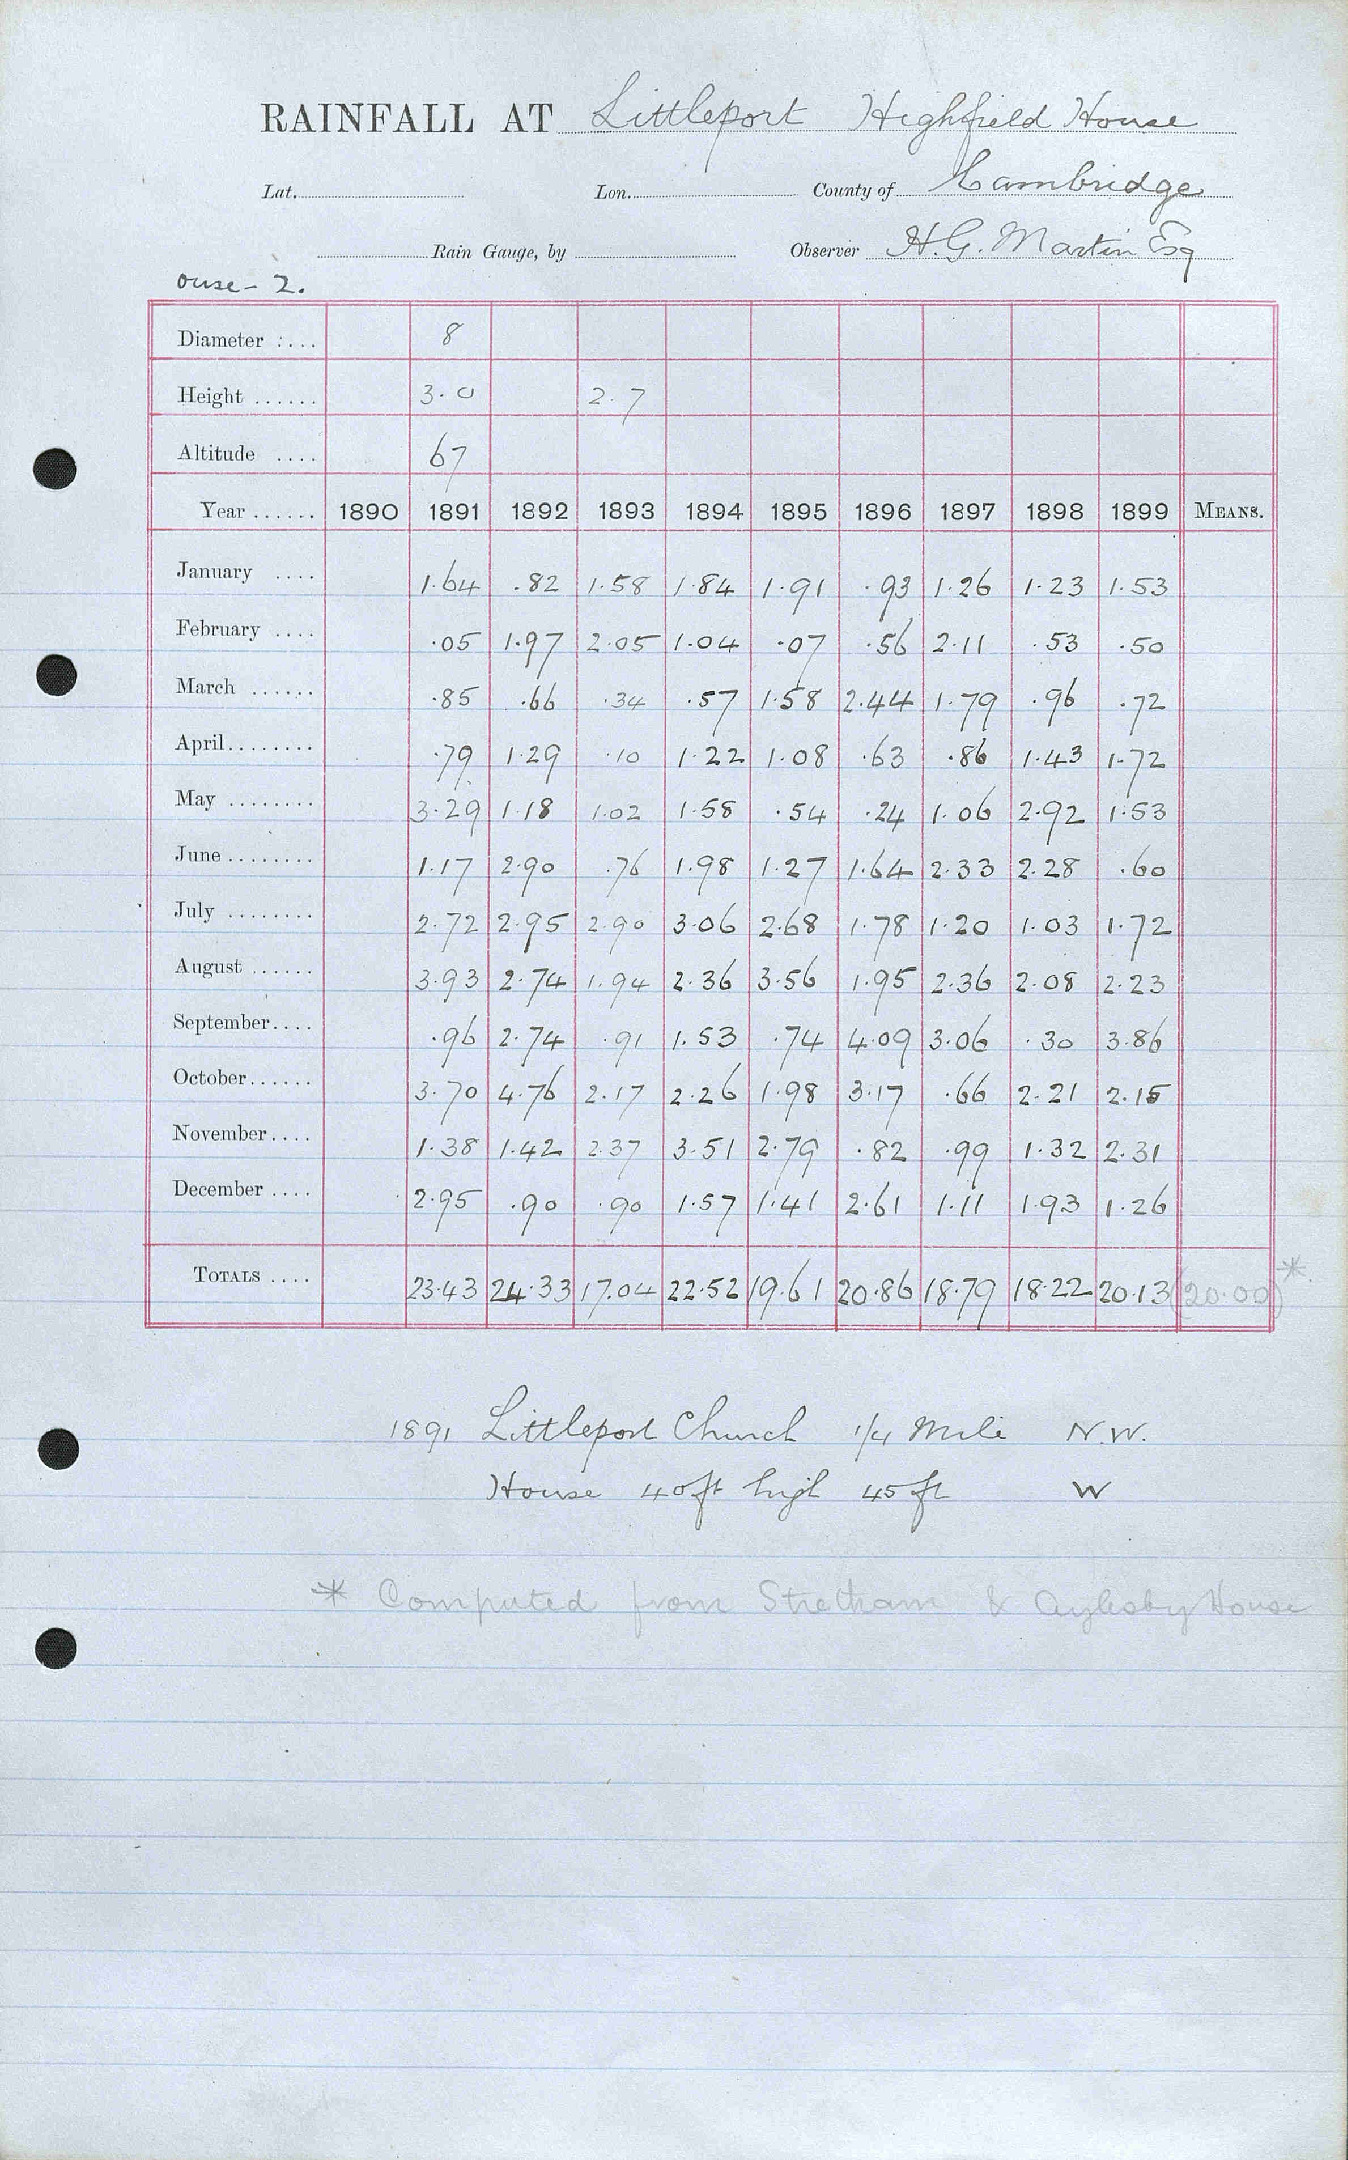 RAINFALL AT Littleport Highfield House
Lat. Lon. County of Cambridge
Rain Gauge, by Observer H.G. Martin Esq
Ouse - 2.
Diameter .... 8
Height ...... 3.0 2.7
Altitude .... 67
Year ...... 1890 1891 1892 1893 1894 1895 1896 1897 1898 1899 MEANS.
January .... 1.64 .82 1.58 1.84 1.91 .93 1.26 1.23 1.53
February .... .05 1.97 2.05 1.04 .07 .56 2.11 .53 .50
March ...... .85 .66 .34 .57 1.58 2.44 1.79 .96 .72
April........ .79 1.29 .10 1.22 1.08 .63 .86 1.43 1.72
May ........ 3.29 1.18 1.02 1.58 .54 .24 1.06 2.92 1.53
June ........ 1.17 2.90 .76 1.98 1.27 1.64 2.33 2.28 .60
July ........ 2.72 2.95 2.90 3.06 2.68 1.78 1.20 1.03 1.72
August ...... 3.93 2.74 1.94 2.36 3.56 1.95 2.36 2.08 2.23
September.... .96 2.74 .91 1.53 .74 4.09 3.06 .30 3.86
October...... 3.70 4.76 2.17 2.26 1.98 3.17 .66 2.21 2.15
November.... 1.38 1.42 2.37 3.51 2.79 .82 .99 1.32 2.31
December .... 2.95 .90 .90 1.57 1.41 2.61 1.11 1.93 1.26
TOTALS .... 23.43 24.33 17.04 22.52 19.61 20.86 18.79 18.22 20.13 (20.00) *
1891 Littleport Church 1/4 Mile N.W.
House 40ft high 45ft W
* Computed from Stretham & Aylesby House